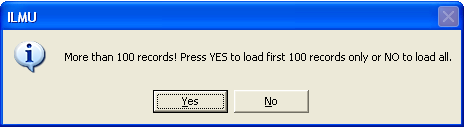 ILMU
More than 100 records! Press YES to load first 100 records only or NO to load all.
Yes
No